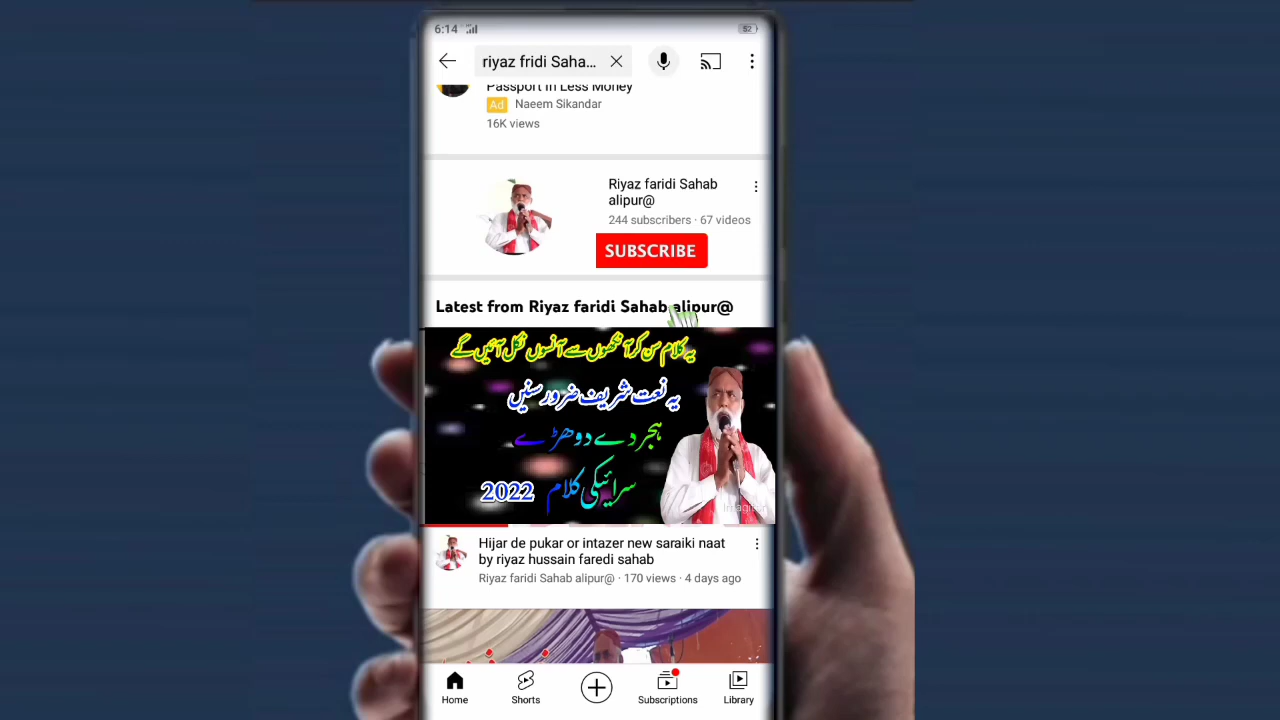 6:14
52
riyaz fridi Saha...
Passport In Less Money
Ad Naeem Sikandar
16K views
Riyaz faridi Sahab
alipur@
244 subscribers · 67 videos
SUBSCRIBE
Latest from Riyaz faridi Sahab alipur@
یہ کلام سن کر آنکھوں سے آنسوں نکل آئیں گے
یہ نعت شریف ضرور سنیں
ہجر دے دوھڑے
سرائیکی کلام 2022
Hijar de pukar or intazer new saraiki naat
by riyaz hussain faredi sahab
Riyaz faridi Sahab alipur@ · 170 views · 4 days ago
Home
Shorts
Subscriptions
Library